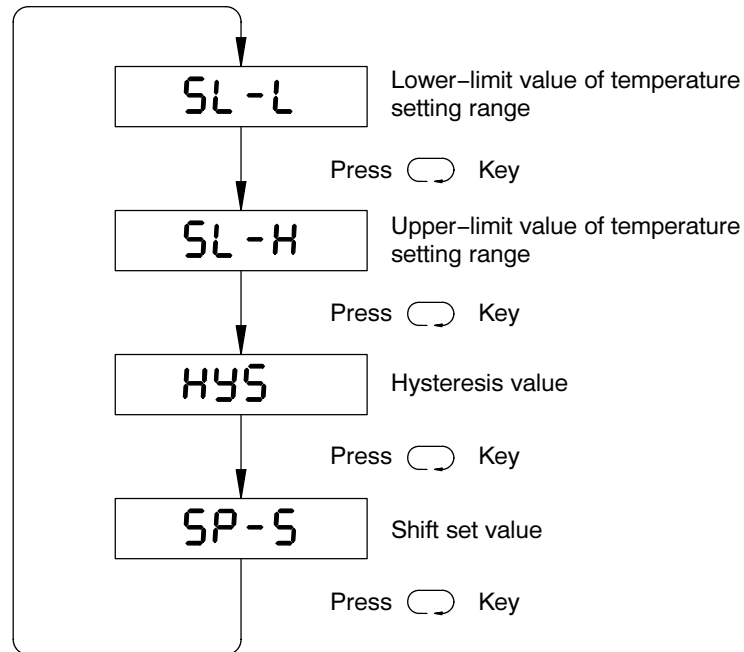 SL-L
Lower-limit value of temperature
setting range
Press Key
SL-H
Upper-limit value of temperature
setting range
Press Key
HYS
Hysteresis value
Press Key
SP-S
Shift set value
Press Key